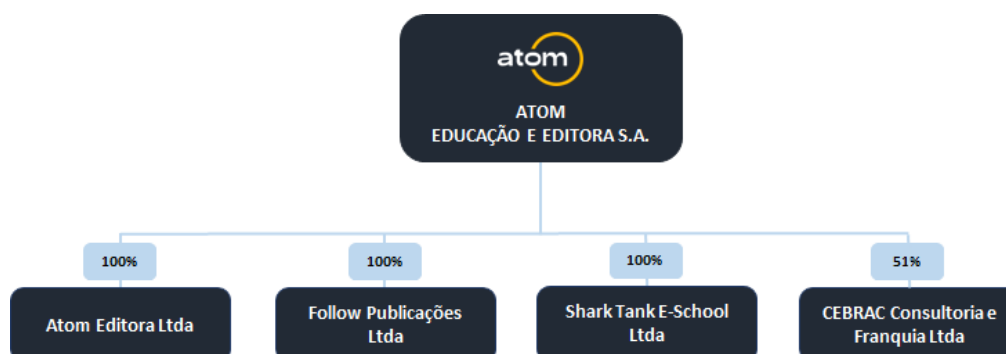 atom
ATOM
EDUCAÇÃO E EDITORA S.A.
100%
100%
100%
51%
Atom Editora Ltda
Follow Publicações
Ltda
Shark Tank E-School
Ltda
CEBRAC Consultoria e
Franquia Ltda